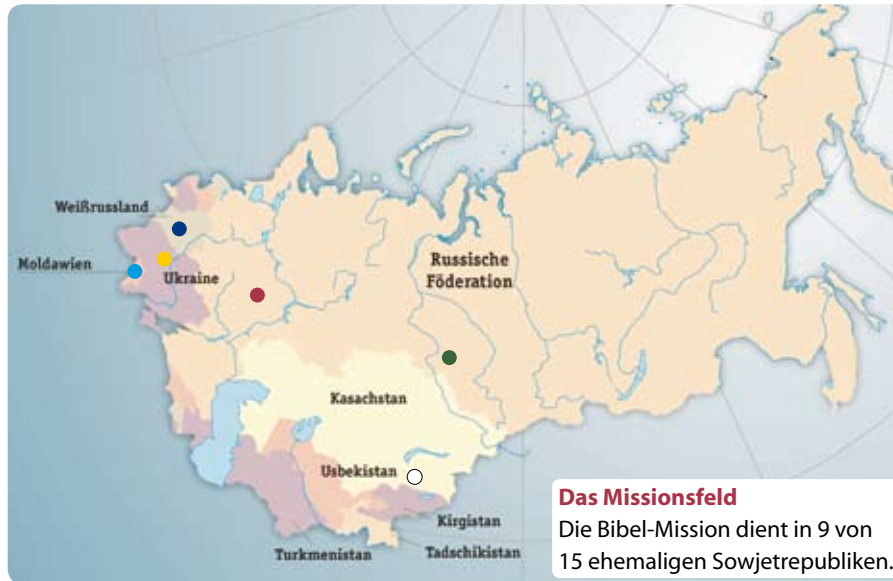 Weißrussland
Moldawien
Ukraine
Russische
Föderation
Kasachstan
Usbekistan
Kirgistan
Turkmenistan
Tadschikistan
Das Missionsfeld
Die Bibel-Mission dient in 9 von
15 ehemaligen Sowjetrepubliken.